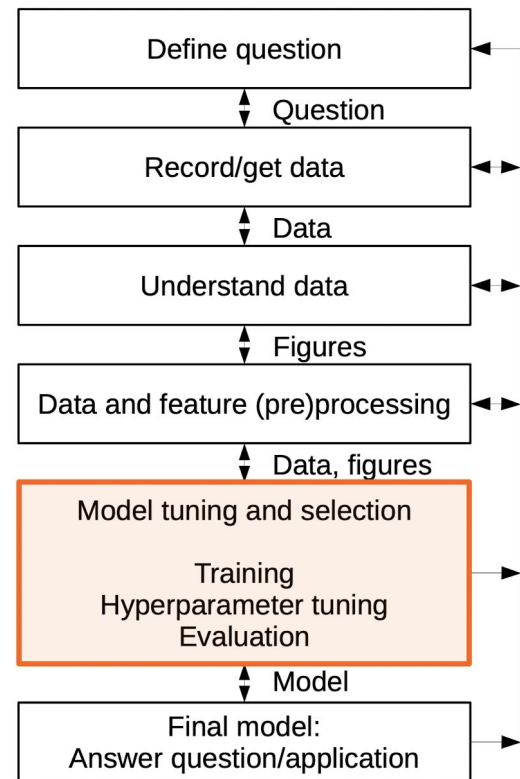 Define question
Question
Record/get data
Data
Understand data
Figures
Data and feature (pre)processing
Data, figures
Model tuning and selection
Training
Hyperparameter tuning
Evaluation
Model
Final model:
Answer question/application